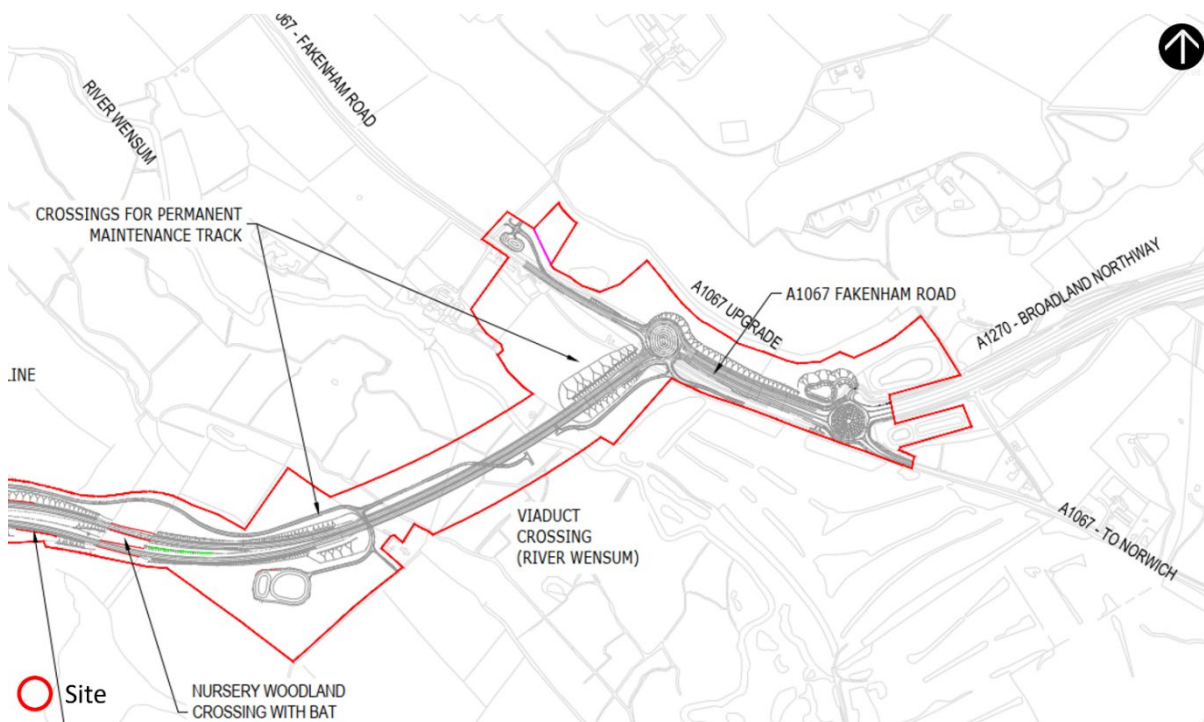 067 - FAKENHAM ROAD
RIVER WENSUM
CROSSINGS FOR PERMANENT
MAINTENANCE TRACK
A1067 UPGRADE
A1067 FAKENHAM ROAD
A1270 - BROADLAND NORTHWAY
LINE
VIADUCT
CROSSING
(RIVER WENSUM)
A1067 - TO NORWICH
Site
NURSERY WOODLAND
CROSSING WITH BAT